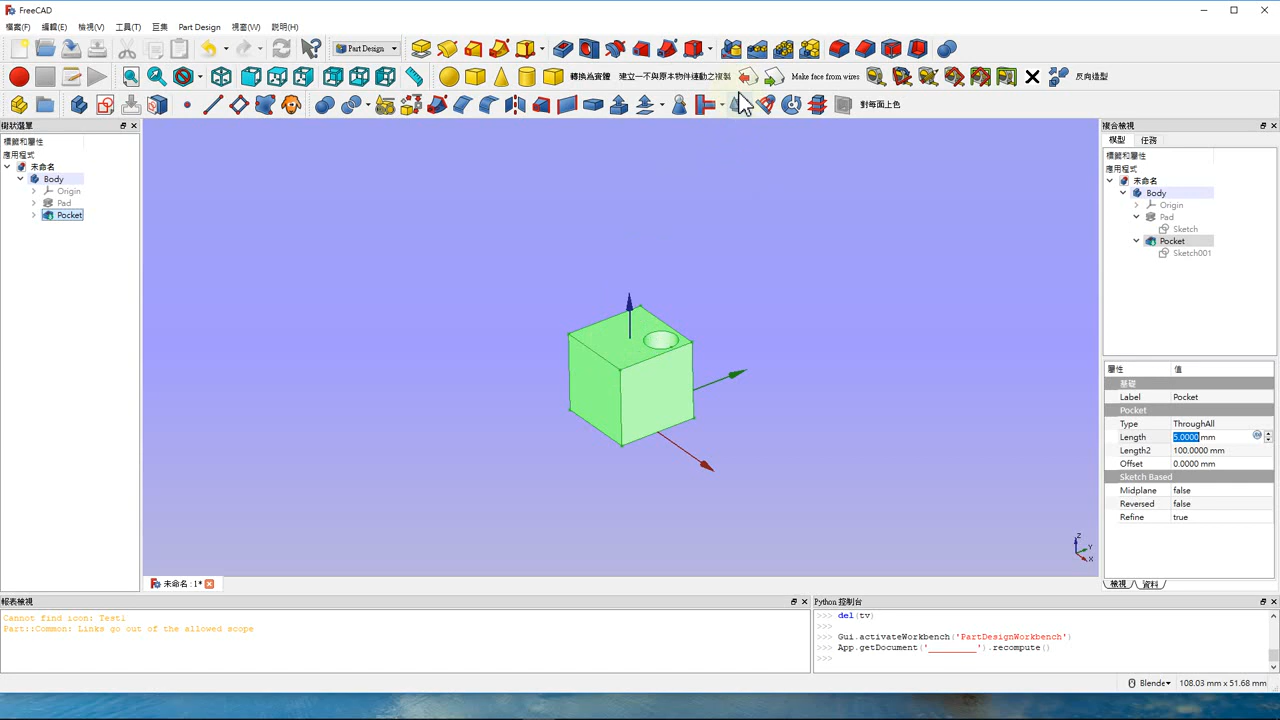 FreeCAD
檔案(F) 編輯(E) 檢視(V) 工具(T) 巨集 Part Design 視窗(W) 說明(H)
Part Design
轉換為實體 建立一不與原本物件連動之複製 Make face from wires 反向造型
對每面上色
樹狀選單
標籤和屬性
應用程式
未命名
Body
Origin
Pad
Pocket
複合檢視
模型 任務
標籤和屬性
應用程式
未命名
Body
Origin
Pad
Sketch
Pocket
Sketch001
屬性 值
基礎
Label Pocket
Pocket
Type ThroughAll
Length 5.0000 mm
Length2 100.0000 mm
Offset 0.0000 mm
Sketch Based
Midplane false
Reversed false
Refine true
檢視 資料
Z
Y
X
未命名 : 1*
報表檢視
Cannot find icon: Test1
Part::Common: Links go out of the allowed scope
Python 控制台
>>> del(tv)
>>>
>>> Gui.activateWorkbench('PartDesignWorkbench')
>>> App.getDocument('_________').recompute()
>>>
Blende 108.03 mm x 51.68 mm